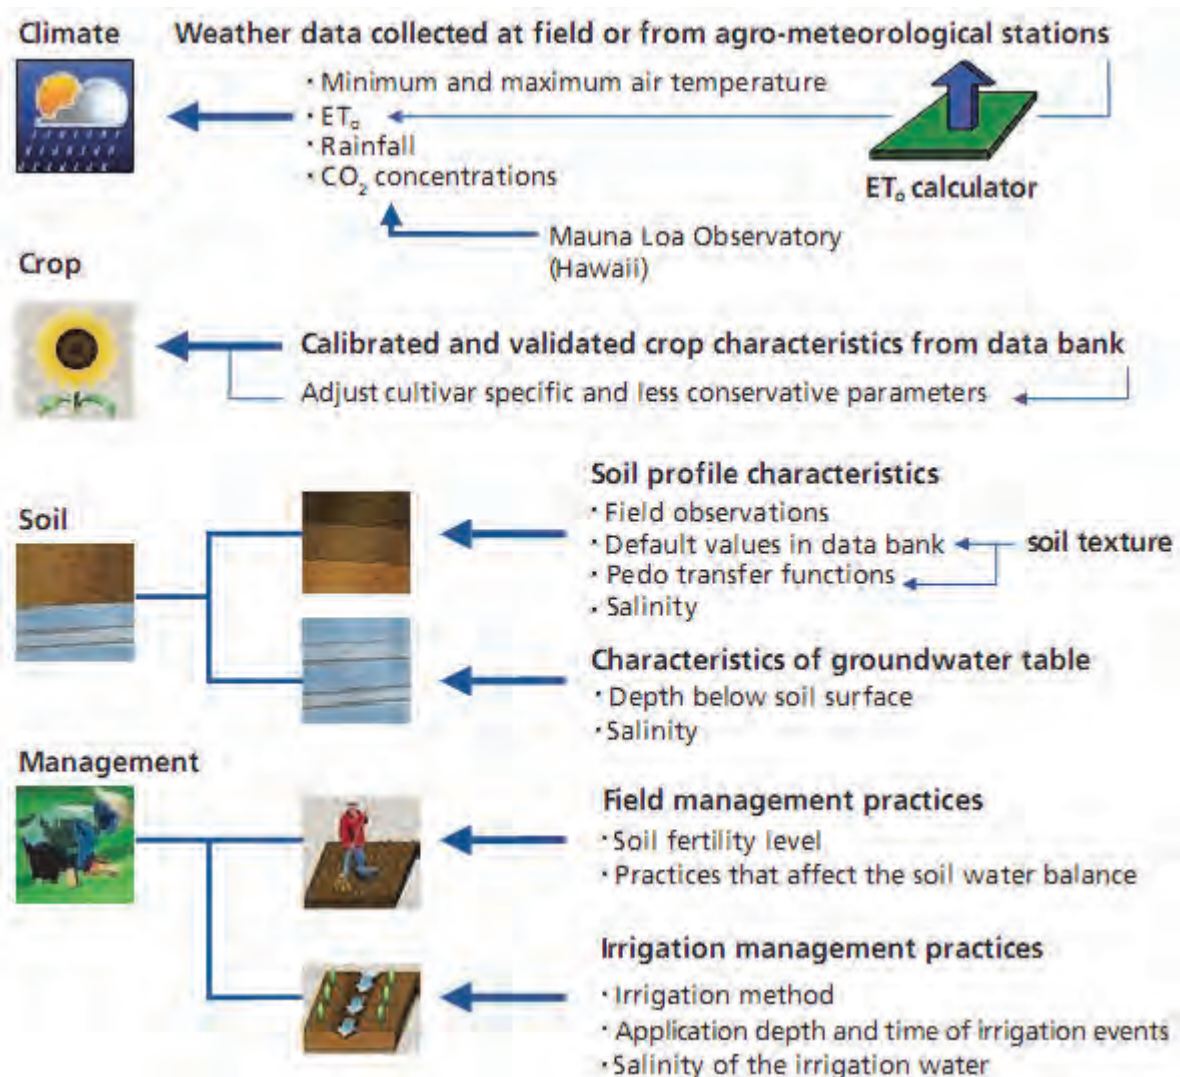 Climate
Weather data collected at field or from agro-meteorological stations
· Minimum and maximum air temperature
· ETₒ
· Rainfall
· CO₂ concentrations
ETₒ calculator
Mauna Loa Observatory
(Hawaii)
Crop
Calibrated and validated crop characteristics from data bank
Adjust cultivar specific and less conservative parameters
Soil
Soil profile characteristics
· Field observations
· Default values in data bank
soil texture
· Pedo transfer functions
· Salinity
Characteristics of groundwater table
· Depth below soil surface
· Salinity
Management
Field management practices
· Soil fertility level
· Practices that affect the soil water balance
Irrigation management practices
· Irrigation method
· Application depth and time of irrigation events
· Salinity of the irrigation water